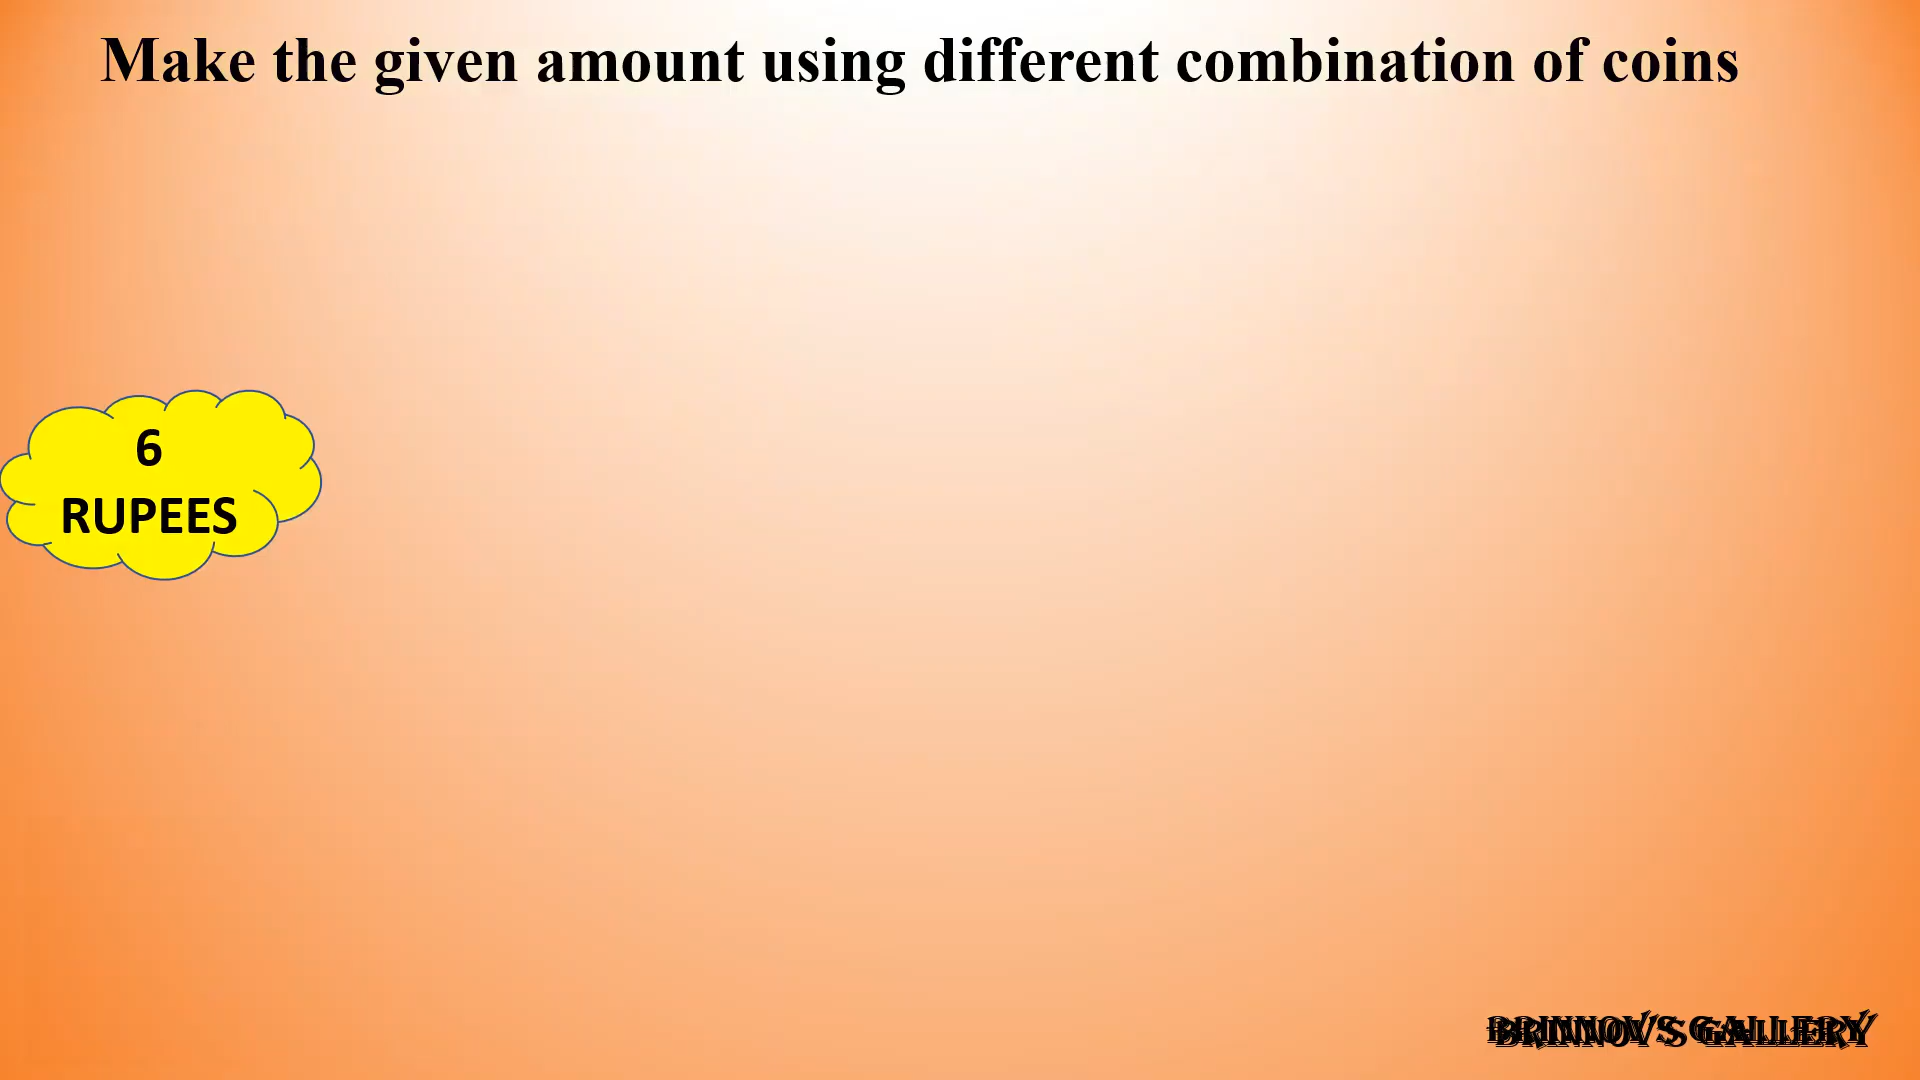 Make the given amount using different combination of coins
6
RUPEES
BRINNOV'S GALLERY